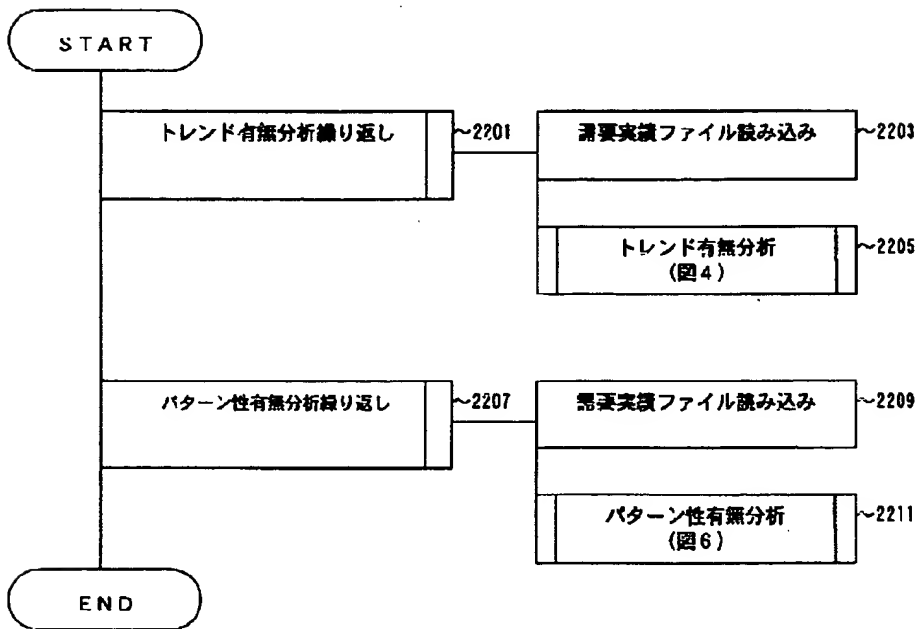 START
トレンド有無分析繰り返し
~2201
需要実績ファイル読み込み
~2203
トレンド有無分析
(図4)
~2205
パターン性有無分析繰り返し
~2207
需要実績ファイル読み込み
~2209
パターン性有無分析
(図6)
~2211
END